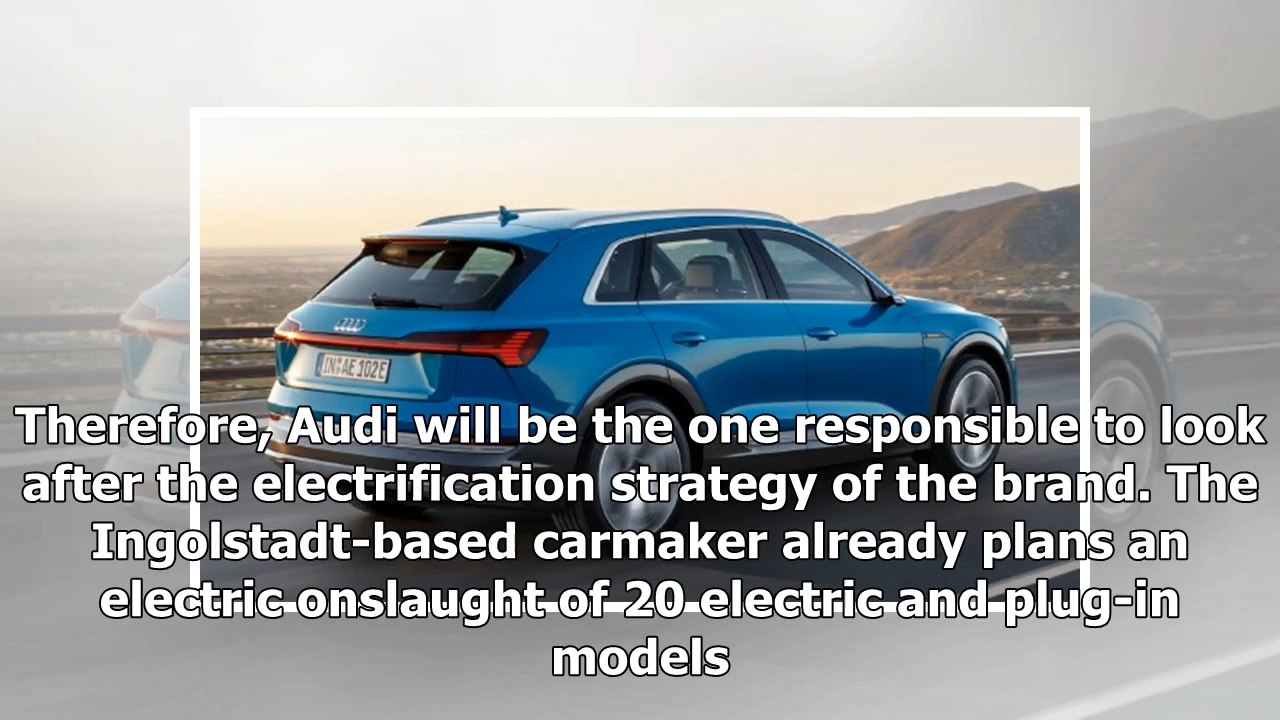 IN AE 102E
Therefore, Audi will be the one responsible to look
after the electrification strategy of the brand. The
Ingolstadt-based carmaker already plans an
electric onslaught of 20 electric and plug-in
models